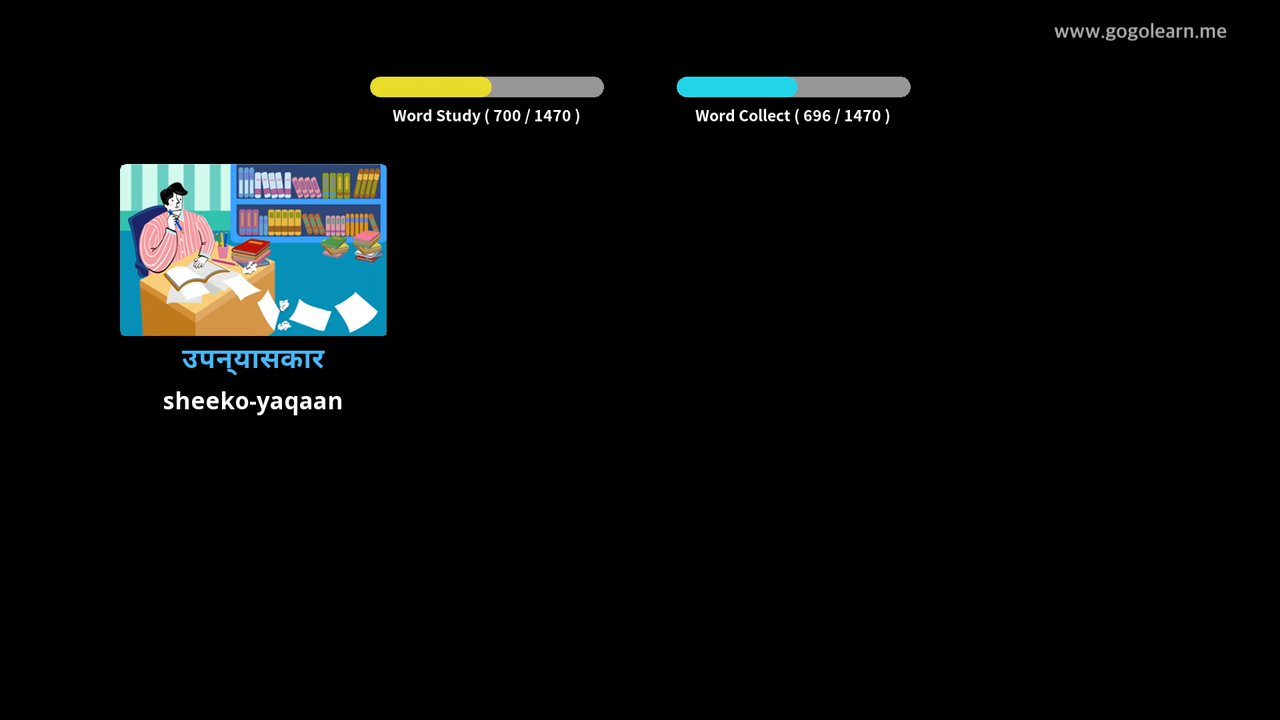 www.gogolearn.me
Word Study ( 700 / 1470 )
Word Collect ( 696 / 1470 )
उपन्यासकार
sheeko-yaqaan